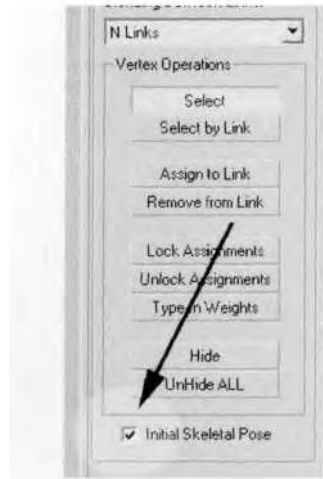 N Links
Vertex Operations
Select
Select by Link
Assign to Link
Remove from Link
Lock Assignments
Unlock Assignments
Type-In Weights
Hide
UnHide ALL
Initial Skeletal Pose